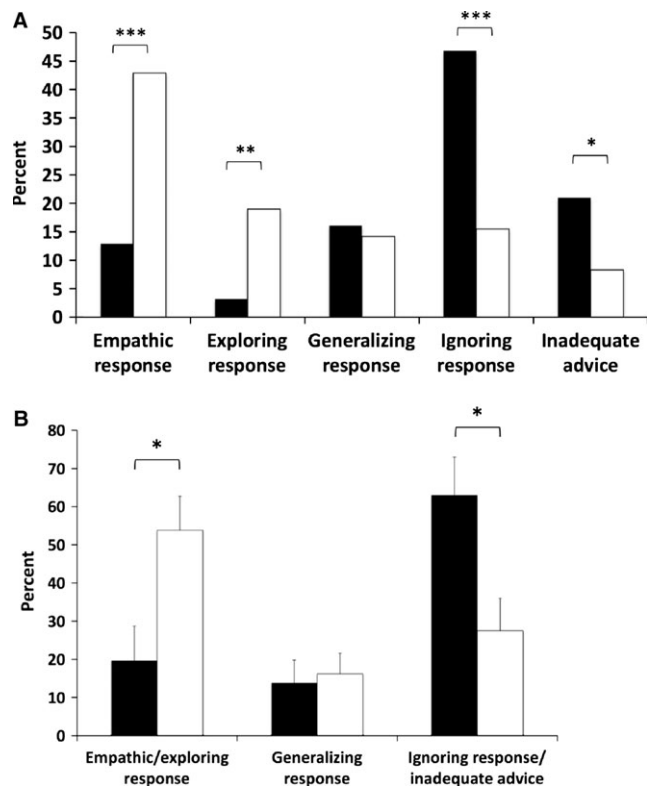 A
50
45
40
35
30
25
20
15
10
5
0
Percent
***
**
***
*
Empathic
response
Exploring
response
Generalizing
response
Ignoring
response
Inadequate
advice
B
80
70
60
50
40
30
20
10
0
Percent
*
*
Empathic/exploring
response
Generalizing
response
Ignoring response/
inadequate advice